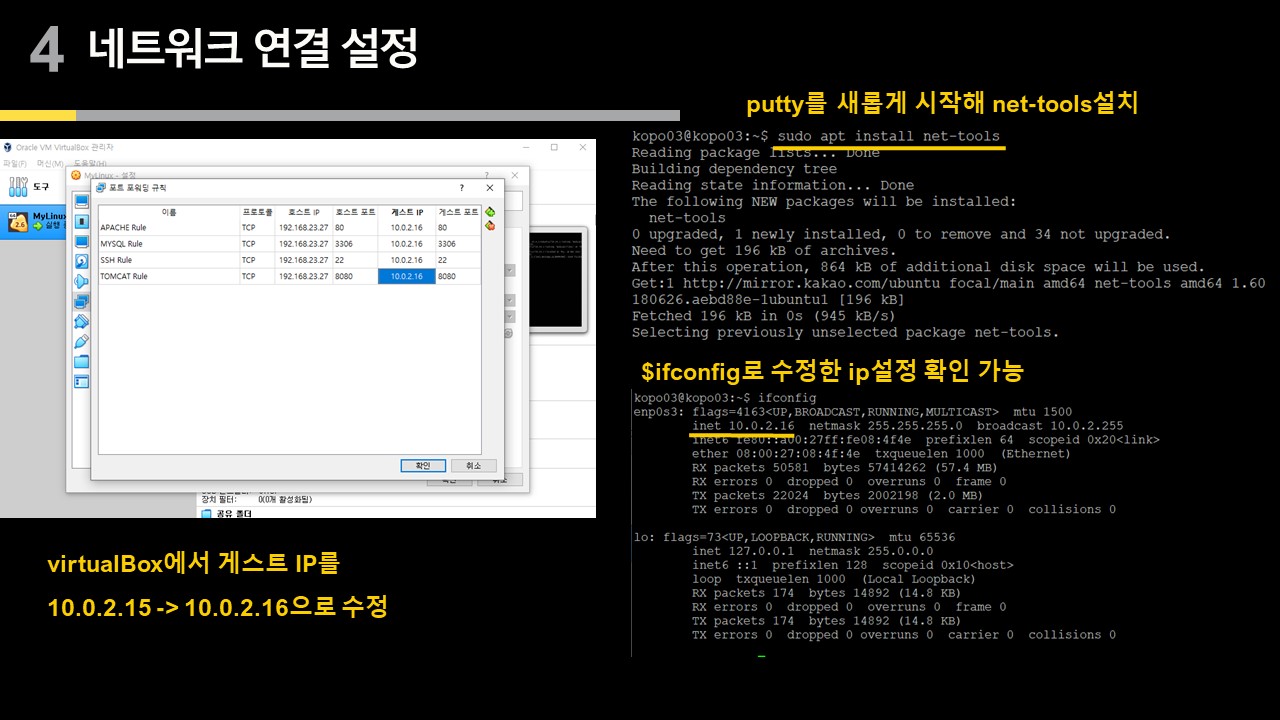 4 네트워크 연결 설정
Oracle VM VirtualBox 관리자
파일(F) 머신(M) 도움말(H)
도구
MyLinux
실행
MyLinux - 설정
포트 포워딩 규칙
이름 프로토콜 호스트 IP 호스트 포트 게스트 IP 게스트 포트
APACHE Rule TCP 192.168.23.27 80 10.0.2.16 80
MYSQL Rule TCP 192.168.23.27 3306 10.0.2.16 3306
SSH Rule TCP 192.168.23.27 22 10.0.2.16 22
TOMCAT Rule TCP 192.168.23.27 8080 10.0.2.16 8080
확인 취소
장치 필터: 0(0개 활성화됨)
공유 폴더
virtualBox에서 게스트 IP를
10.0.2.15 -> 10.0.2.16으로 수정
putty를 새롭게 시작해 net-tools설치
kopo03@kopo03:~$ sudo apt install net-tools
Reading package lists... Done
Building dependency tree
Reading state information... Done
The following NEW packages will be installed:
net-tools
0 upgraded, 1 newly installed, 0 to remove and 34 not upgraded.
Need to get 196 kB of archives.
After this operation, 864 kB of additional disk space will be used.
Get:1 http://mirror.kakao.com/ubuntu focal/main amd64 net-tools amd64 1.60
180626.aebd88e-1ubuntu1 [196 kB]
Fetched 196 kB in 0s (945 kB/s)
Selecting previously unselected package net-tools.
$ifconfig로 수정한 ip설정 확인 가능
kopo03@kopo03:~$ ifconfig
enp0s3: flags=4163<UP,BROADCAST,RUNNING,MULTICAST> mtu 1500
inet 10.0.2.16 netmask 255.255.255.0 broadcast 10.0.2.255
inet6 fe80::a00:27ff:fe08:4f4e prefixlen 64 scopeid 0x20<link>
ether 08:00:27:08:4f:4e txqueuelen 1000 (Ethernet)
RX packets 50581 bytes 57414262 (57.4 MB)
RX errors 0 dropped 0 overruns 0 frame 0
TX packets 22024 bytes 2002198 (2.0 MB)
TX errors 0 dropped 0 overruns 0 carrier 0 collisions 0
lo: flags=73<UP,LOOPBACK,RUNNING> mtu 65536
inet 127.0.0.1 netmask 255.0.0.0
inet6 ::1 prefixlen 128 scopeid 0x10<host>
loop txqueuelen 1000 (Local Loopback)
RX packets 174 bytes 14892 (14.8 KB)
RX errors 0 dropped 0 overruns 0 frame 0
TX packets 174 bytes 14892 (14.8 KB)
TX errors 0 dropped 0 overruns 0 carrier 0 collisions 0